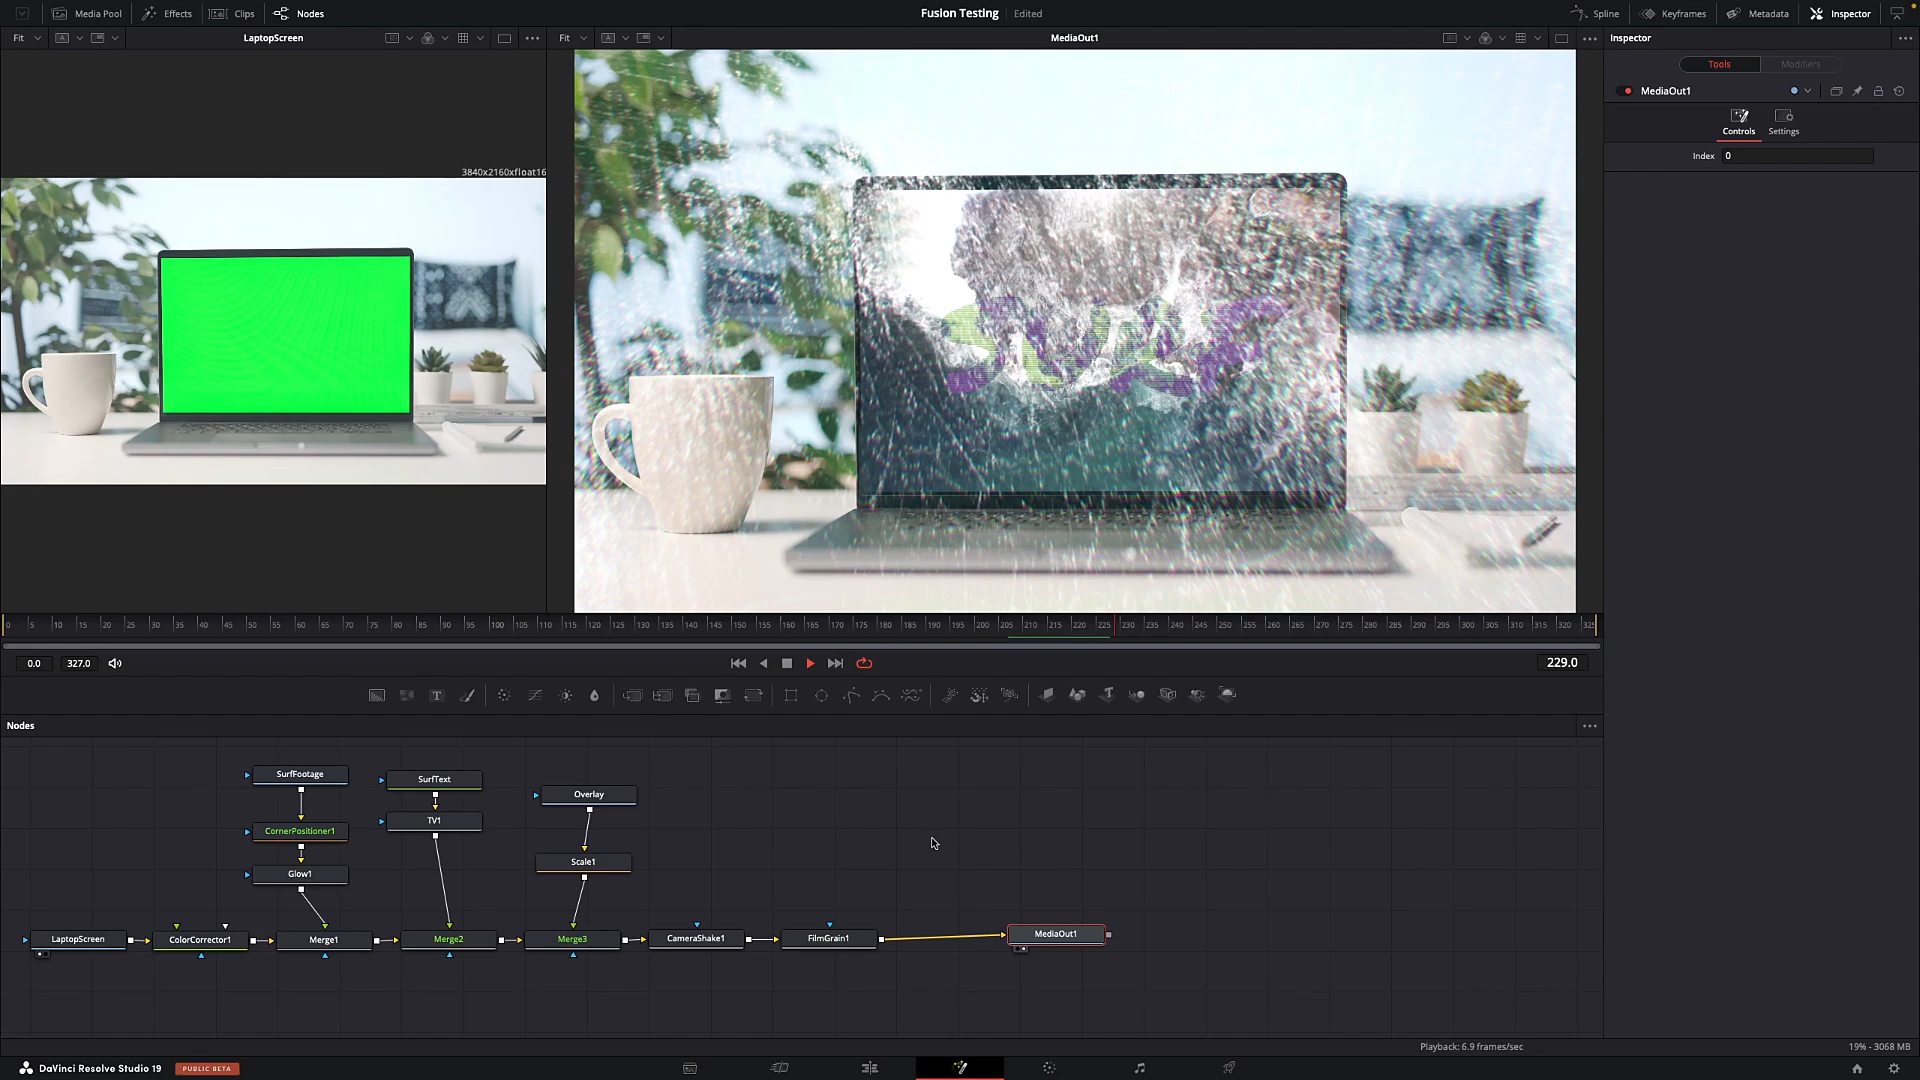 Media Pool Effects Clips Nodes Fusion Testing Edited Spline Keyframes Metadata Inspector
Fit LaptopScreen Fit MediaOut1 Inspector
Tools Modifiers
MediaOut1
Controls Settings
Index 0
3840x2160xfloat16
0 5 10 15 20 25 30 35 40 45 50 55 60 65 70 75 80 85 90 95 100 105 110 115 120 125 130 135 140 145 150 155 160 165 170 175 180 185 190 195 200 205 210 215 220 225 230 235 240 245 250 255 260 265 270 275 280 285 290 295 300 305 310 315 320 325
0.0 327.0 229.0
Nodes
SurfFootage SurfText
Overlay
CornerPositioner1 TV1
Scale1
Glow1
LaptopScreen ColorCorrector1 Merge1 Merge2 Merge3 CameraShake1 FilmGrain1 MediaOut1
Playback: 6.9 frames/sec 19% - 3068 MB
DaVinci Resolve Studio 19 PUBLIC BETA